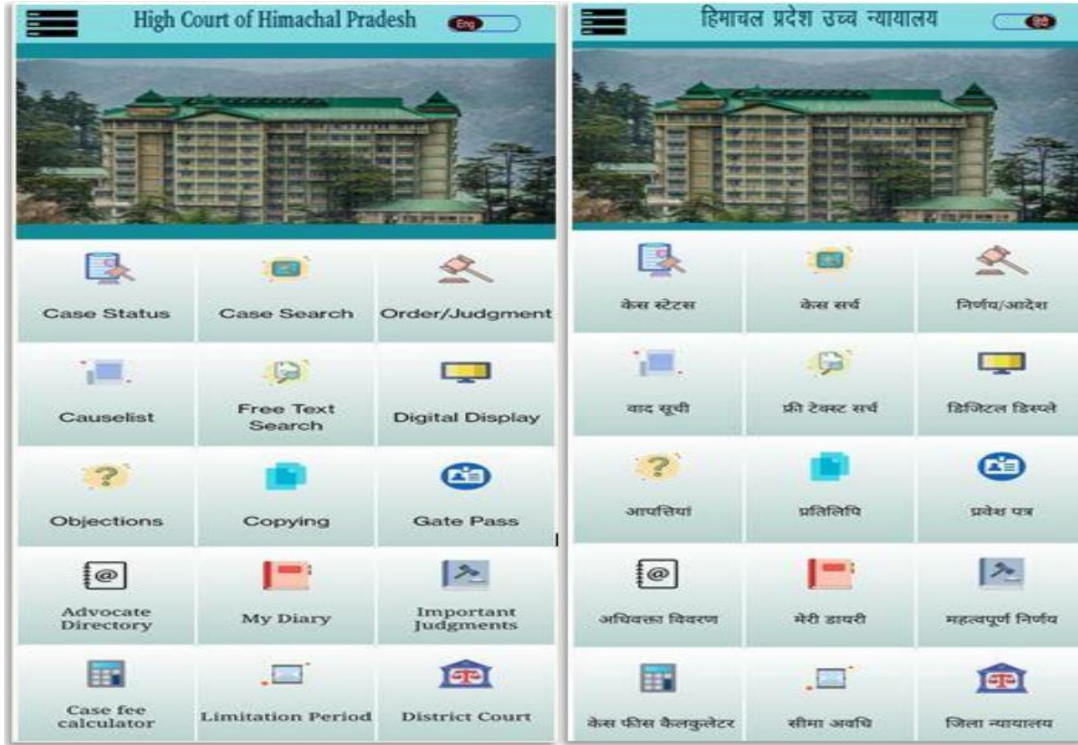 High Court of Himachal Pradesh
Eng
Case Status
Case Search
Order/Judgment
Causelist
Free Text
Search
Digital Display
Objections
Copying
Gate Pass
Advocate
Directory
My Diary
Important
Judgments
Case fee
calculator
Limitation Period
District Court
हिमाचल प्रदेश उच्च न्यायालय
हिंदी
केस स्टेटस
केस सर्च
निर्णय/आदेश
वाद सूची
फ्री टेक्स्ट सर्च
डिजिटल डिस्प्ले
आपत्तियां
प्रतिलिपि
प्रवेश पत्र
अधिवक्ता विवरण
मेरी डायरी
महत्वपूर्ण निर्णय
केस फीस कैलकुलेटर
सीमा अवधि
जिला न्यायालय